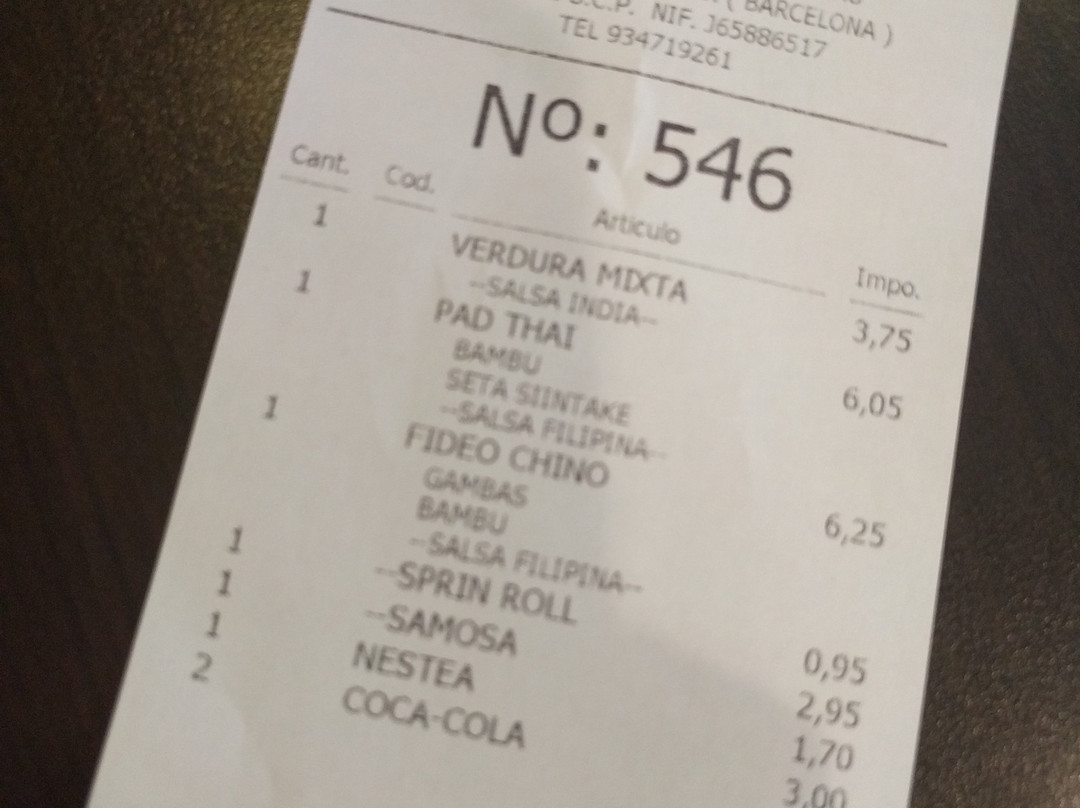 ( BARCELONA )
S.C.P. NIF. J65886517
TEL 934719261
Nº: 546
Cant. Cod. Articulo Impo.
1 VERDURA MIXTA 3,75
--SALSA INDIA--
1 PAD THAI 6,05
BAMBU
SETA SIINTAKE
--SALSA FILIPINA--
1 FIDEO CHINO 6,25
GAMBAS
BAMBU
--SALSA FILIPINA--
1 --SPRIN ROLL 0,95
1 --SAMOSA 2,95
1 NESTEA 1,70
2 COCA-COLA 3,00